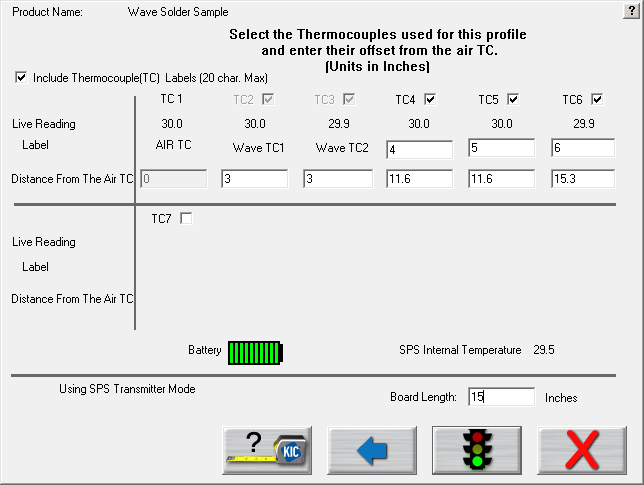 Product Name: Wave Solder Sample ?
Select the Thermocouples used for this profile
and enter their offset from the air TC.
(Units in Inches)
Include Thermocouple(TC) Labels (20 char. Max)
TC 1 TC2 TC3 TC4 TC5 TC6
Live Reading 30.0 30.0 29.9 30.0 30.0 29.9
Label AIR TC Wave TC1 Wave TC2 4 5 6
Distance From The Air TC 0 3 3 11.6 11.6 15.3
TC7
Live Reading
Label
Distance From The Air TC
Battery SPS Internal Temperature 29.5
Using SPS Transmitter Mode
Board Length: 15 Inches
? KIC